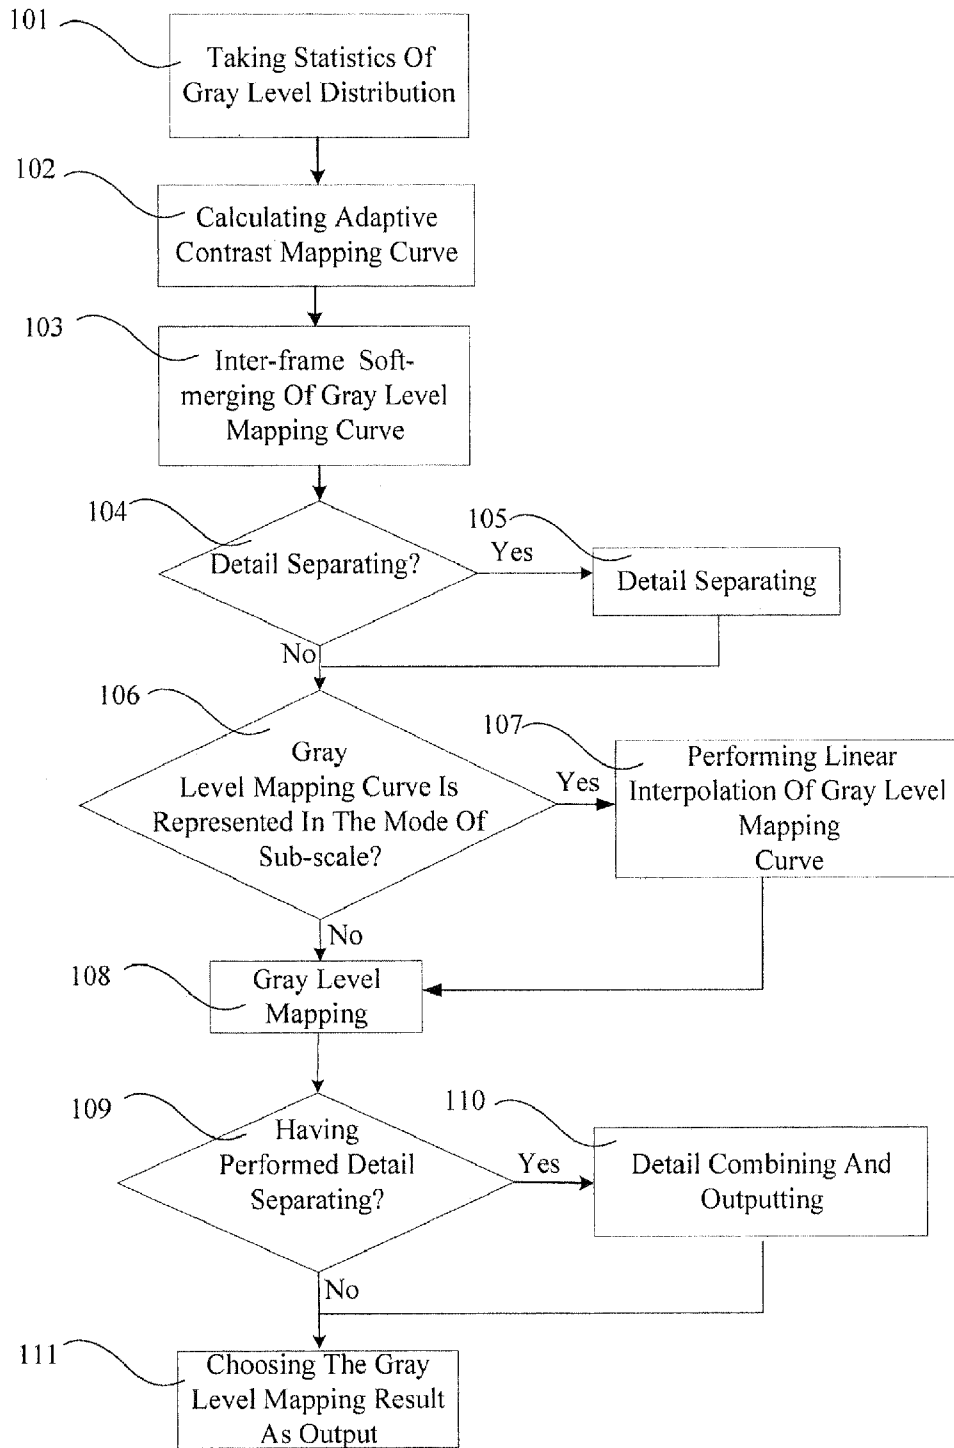 101
Taking Statistics Of
Gray Level Distribution
102
Calculating Adaptive
Contrast Mapping Curve
103
Inter-frame Soft-
merging Of Gray Level
Mapping Curve
104
Detail Separating?
Yes
105
Detail Separating
No
106
Gray
Level Mapping Curve Is
Represented In The Mode Of
Sub-scale?
Yes
107
Performing Linear
Interpolation Of Gray Level
Mapping
Curve
No
108
Gray Level
Mapping
109
Having
Performed Detail
Separating?
Yes
110
Detail Combining And
Outputting
No
111
Choosing The Gray
Level Mapping Result
As Output